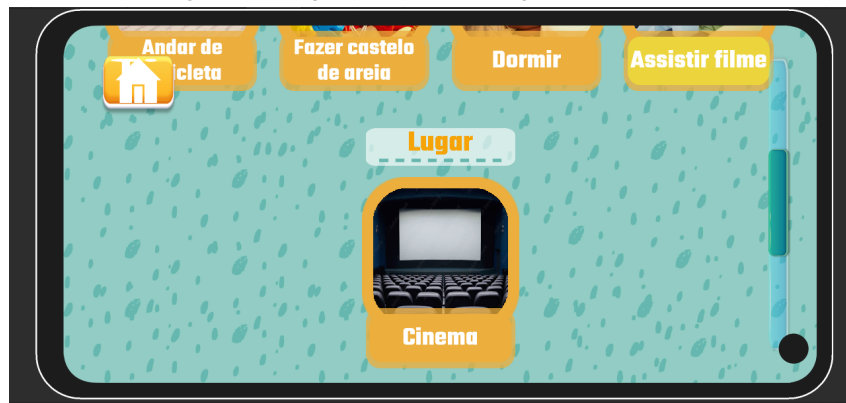 Andar de
Fazer castelo
de areia
Dormir
Assistir filme
icleta
Lugar
Cinema